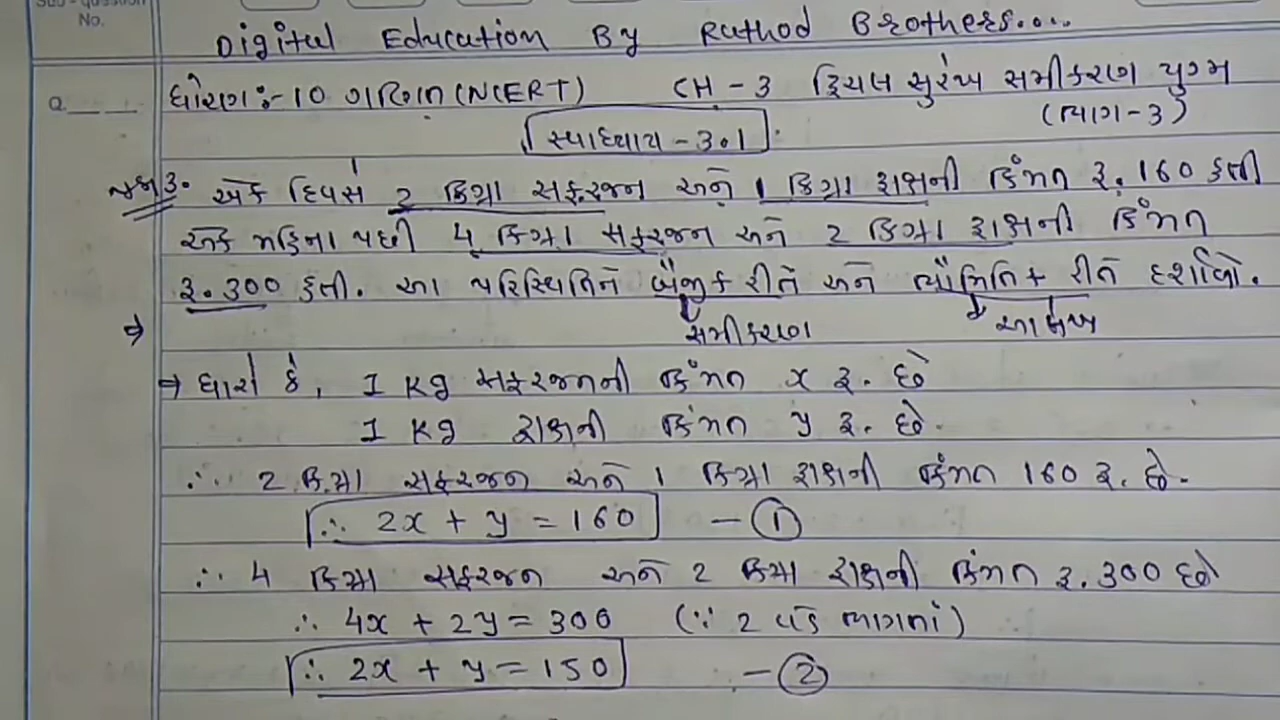 No.
Digital Education By Rathod Brothers....
Q
ધોરણ :- 10 ગણિત (NCERT) CH - 3 દ્વિચલ સુરેખ સમીકરણ યુગ્મ
(ભાગ - 3)
સ્વાધ્યાય - 3.1
પ્રશ્ન 3. એક દિવસે 2 કિગ્રા સફરજન અને 1 કિગ્રા દ્રાક્ષની કિંમત રૂ. 160 હતી
એક મહિના પછી 4 કિગ્રા સફરજન અને 2 કિગ્રા દ્રાક્ષની કિંમત
રૂ. 300 હતી. આ પરિસ્થિતિને બૈજીક રીતે અને ભૌમિતિક રીતે દર્શાવો.
⇒ સમીકરણ આલેખ
⇒ ધારો કે, 1 Kg સફરજનની કિંમત x રૂ. છે
1 Kg દ્રાક્ષની કિંમત y રૂ. છે.
∴ 2 કિગ્રા સફરજન અને 1 કિગ્રા દ્રાક્ષની કિંમત 160 રૂ. છે.
∴ 2x + y = 160 - ①
∴ 4 કિગ્રા સફરજન અને 2 કિગ્રા દ્રાક્ષની કિંમત રૂ. 300 છે
∴ 4x + 2y = 300 (∵ 2 વડે ભાગતાં)
∴ 2x + y = 150 - ②